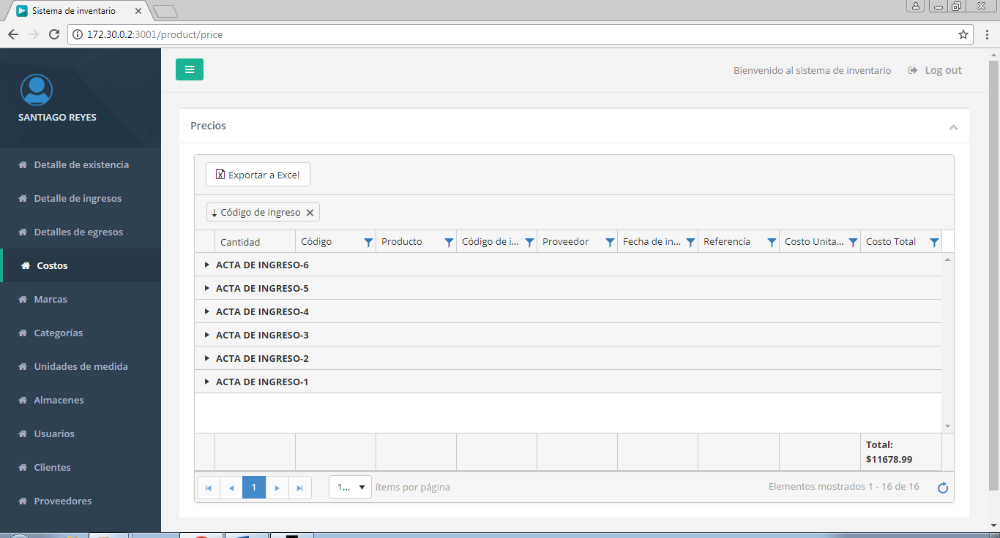 Sistema de inventario
172.30.0.2:3001/product/price
Bienvenido al sistema de inventario Log out
SANTIAGO REYES
Detalle de existencia
Detalle de ingresos
Detalles de egresos
Costos
Marcas
Categorías
Unidades de medida
Almacenes
Usuarios
Clientes
Proveedores
Precios
Exportar a Excel
Código de ingreso
Cantidad Código Producto Código de i... Proveedor Fecha de in... Referencía Costo Unita... Costo Total
ACTA DE INGRESO-6
ACTA DE INGRESO-5
ACTA DE INGRESO-4
ACTA DE INGRESO-3
ACTA DE INGRESO-2
ACTA DE INGRESO-1
Total:
$11678.99
1 1... ítems por página Elementos mostrados 1 - 16 de 16